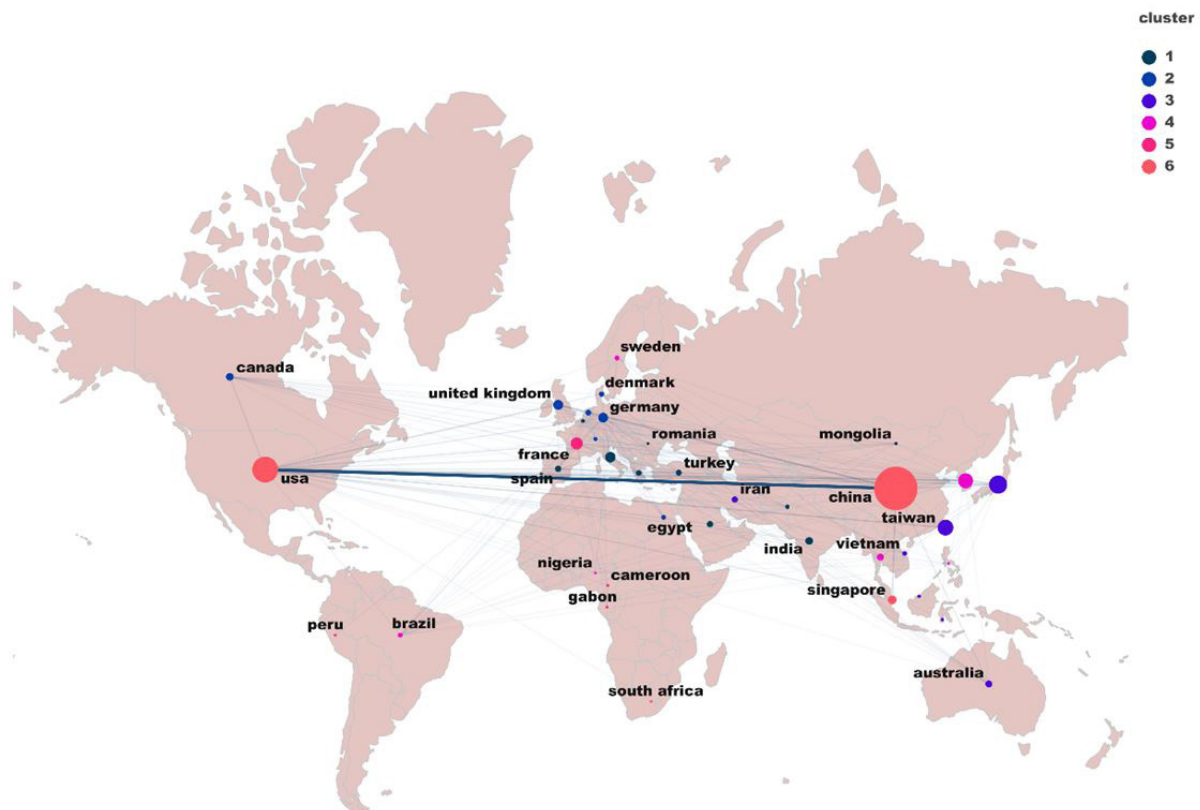 cluster
1
2
3
4
5
6
sweden
canada
denmark
united kingdom
germany
romania
mongolia
france
turkey
spain
usa
iran
china
taiwan
egypt
india
vietnam
nigeria
cameroon
singapore
gabon
peru
brazil
australia
south africa